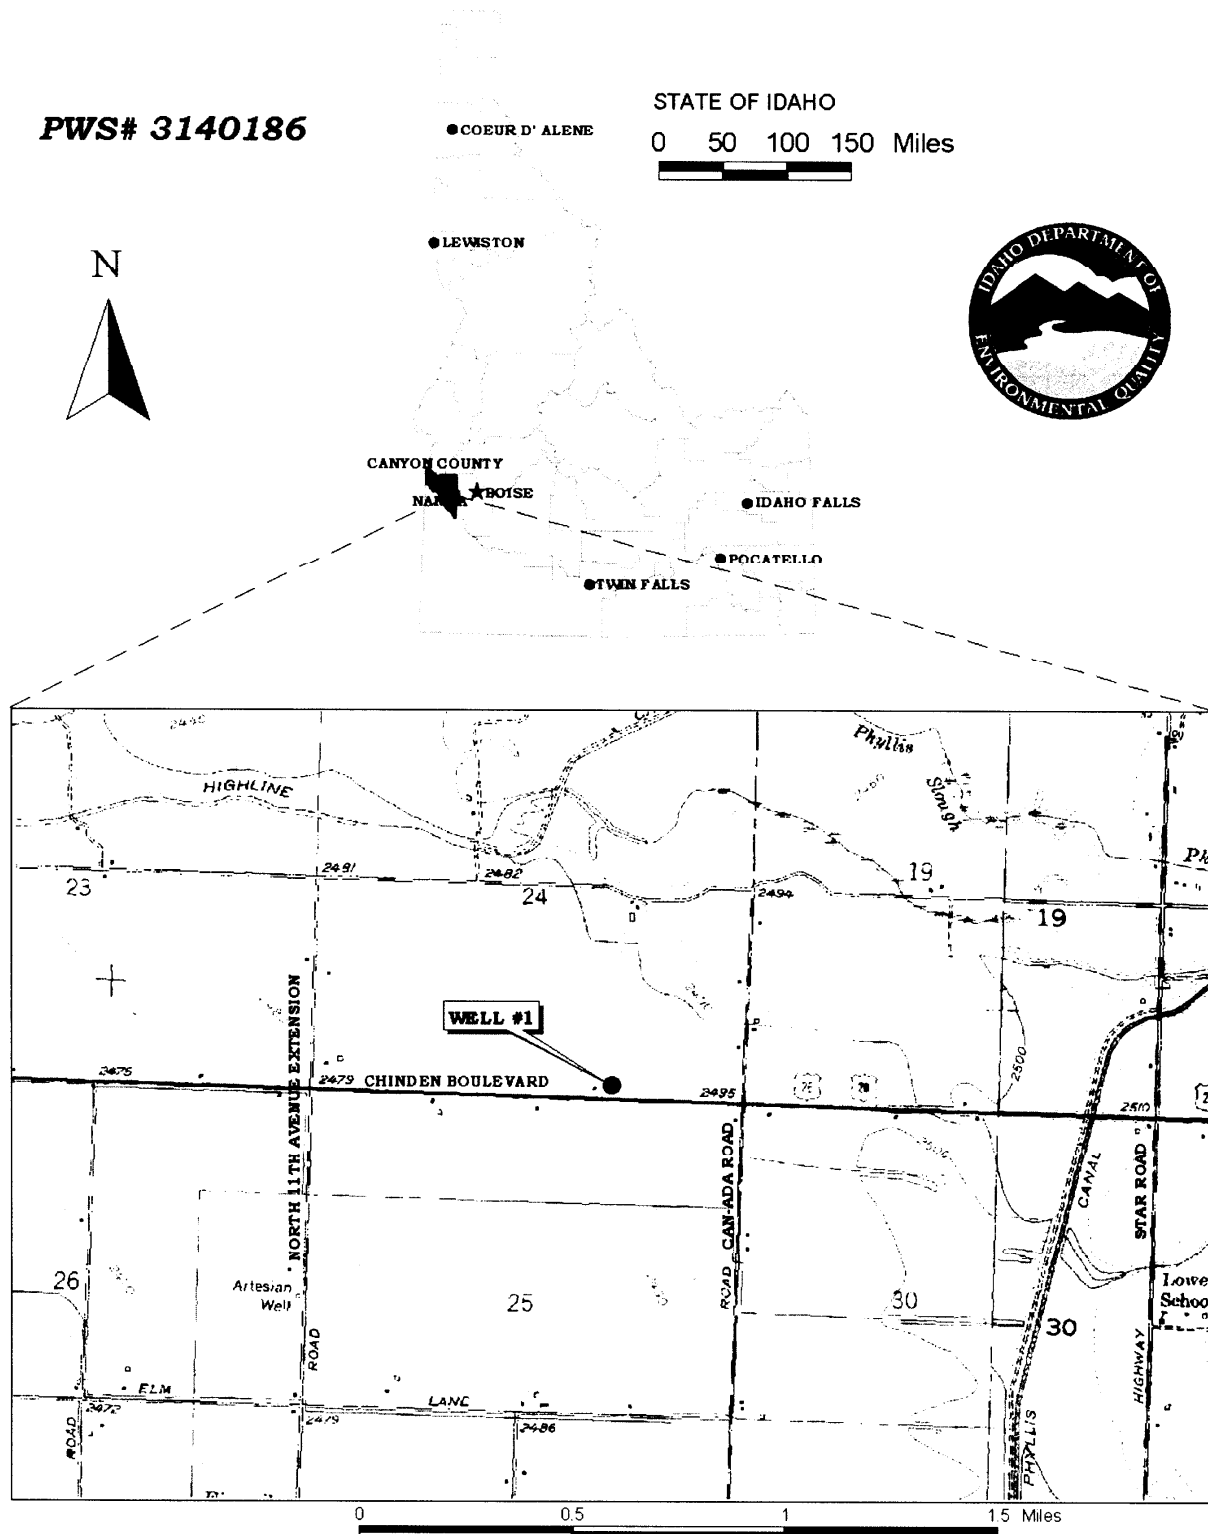 PWS# 3140186
STATE OF IDAHO
0 50 100 150 Miles
COEUR D' ALENE
LEWISTON
N
IDAHO DEPARTMENT OF
ENVIRONMENTAL QUALITY
CANYON COUNTY
BOISE
IDAHO FALLS
POCATELLO
TWIN FALLS
Phyllis
Slough
HIGHLINE
2481
2482
2494
23
24
19
19
NORTH 11TH AVENUE EXTENSION
WELL #1
2475
2479
CHINDEN BOULEVARD
2495
20
2510
2500
CANAL
ROAD CAN-ADA ROAD
STAR ROAD
26
Artesian
Well
25
30
30
ROAD
HIGHWAY
ELM
LANE
2472
2479
2486
ROAD
PHYLLIS
0 0.5 1 1.5 Miles